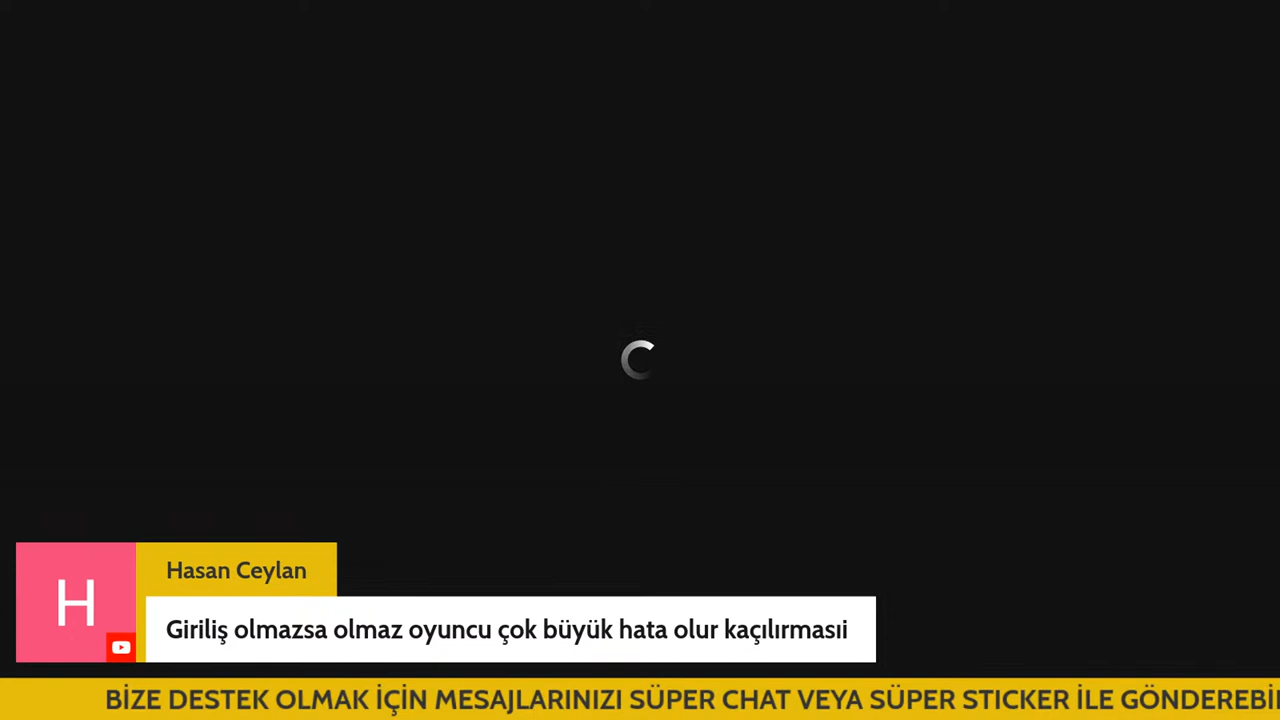 H
Hasan Ceylan
Giriliş olmazsa olmaz oyuncu çok büyük hata olur kaçılırmasıi
BİZE DESTEK OLMAK İÇİN MESAJLARINIZI SÜPER CHAT VEYA SÜPER STICKER İLE